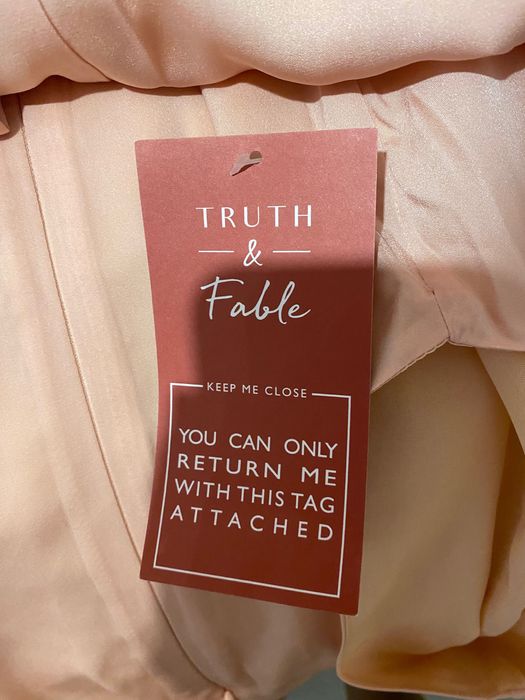 TRUTH
&
Fable
KEEP ME CLOSE
YOU CAN ONLY
RETURN ME
WITH THIS TAG
ATTACHED